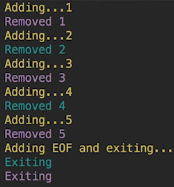 Adding...1
Removed 1
Adding...2
Removed 2
Adding...3
Removed 3
Adding...4
Removed 4
Adding...5
Removed 5
Adding EOF and exiting...
Exiting
Exiting